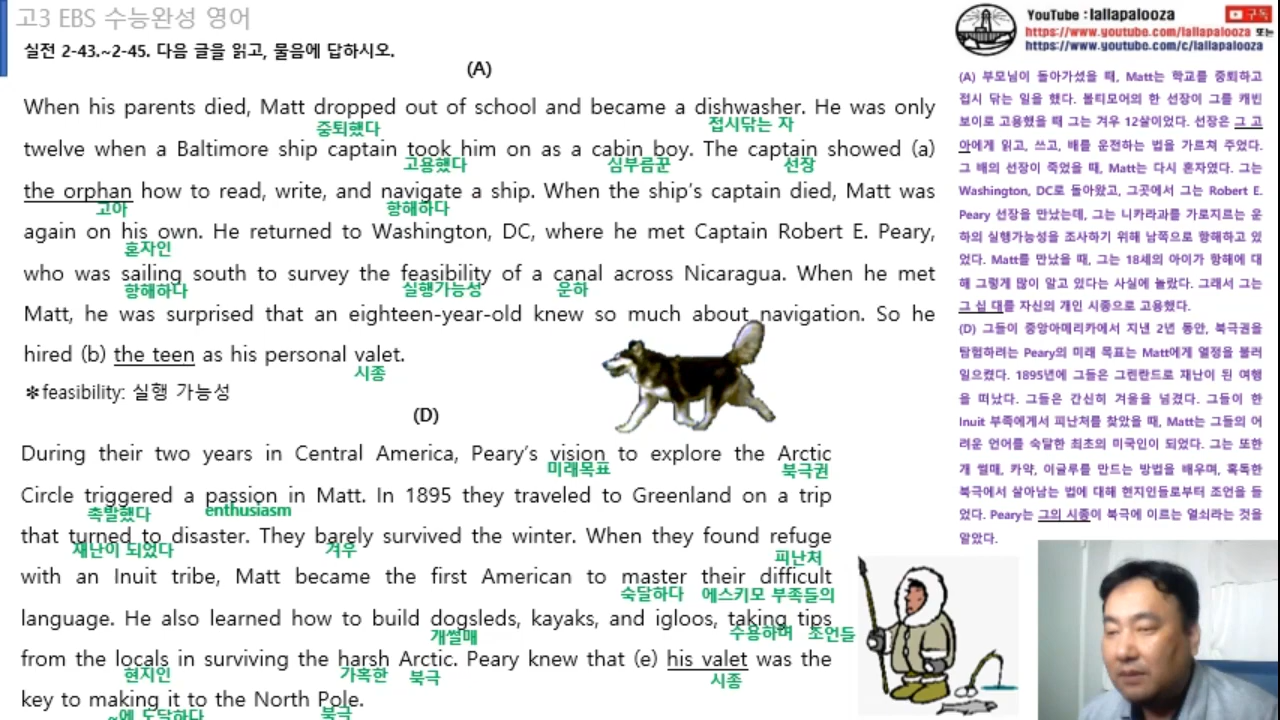 고3 EBS 수능완성 영어
실전 2-43.~2-45. 다음 글을 읽고, 물음에 답하시오.
(A)
When his parents died, Matt dropped out of school and became a dishwasher. He was only
중퇴했다 접시닦는 자
twelve when a Baltimore ship captain took him on as a cabin boy. The captain showed (a)
고용했다 심부름꾼 선장
the orphan how to read, write, and navigate a ship. When the ship's captain died, Matt was
고아 항해하다
again on his own. He returned to Washington, DC, where he met Captain Robert E. Peary,
혼자인
who was sailing south to survey the feasibility of a canal across Nicaragua. When he met
항해하다 실행가능성 운하
Matt, he was surprised that an eighteen-year-old knew so much about navigation. So he
hired (b) the teen as his personal valet.
시종
✻feasibility: 실행 가능성
(D)
During their two years in Central America, Peary's vision to explore the Arctic
미래목표 북극권
Circle triggered a passion in Matt. In 1895 they traveled to Greenland on a trip
촉발했다 enthusiasm
that turned to disaster. They barely survived the winter. When they found refuge
재난이 되었다 겨우 피난처
with an Inuit tribe, Matt became the first American to master their difficult
숙달하다 에스키모 부족들의
language. He also learned how to build dogsleds, kayaks, and igloos, taking tips
개썰매 수용하며 조언들
from the locals in surviving the harsh Arctic. Peary knew that (e) his valet was the
현지인 가혹한 북극 시종
key to making it to the North Pole.
~에 도달하다 북극
YouTube : lallapalooza 구독
https://www.youtube.com/lallapalooza 또는
https://www.youtube.com/c/lallapalooza
(A) 부모님이 돌아가셨을 때, Matt는 학교를 중퇴하고
접시 닦는 일을 했다. 볼티모어의 한 선장이 그를 캐빈
보이로 고용했을 때 그는 겨우 12살이었다. 선장은 그 고
아에게 읽고, 쓰고, 배를 운전하는 법을 가르쳐 주었다.
그 배의 선장이 죽었을 때, Matt는 다시 혼자였다. 그는
Washington, DC로 돌아왔고, 그곳에서 그는 Robert E.
Peary 선장을 만났는데, 그는 니카라과를 가로지르는 운
하의 실행가능성을 조사하기 위해 남쪽으로 항해하고 있
었다. Matt를 만났을 때, 그는 18세의 아이가 항해에 대
해 그렇게 많이 알고 있다는 사실에 놀랐다. 그래서 그는
그 십 대를 자신의 개인 시종으로 고용했다.
(D) 그들이 중앙아메리카에서 지낸 2년 동안, 북극권을
탐험하려는 Peary의 미래 목표는 Matt에게 열정을 불러
일으켰다. 1895년에 그들은 그린란드로 재난이 된 여행
을 떠났다. 그들은 간신히 겨울을 넘겼다. 그들이 한
Inuit 부족에게서 피난처를 찾았을 때, Matt는 그들의 어
려운 언어를 숙달한 최초의 미국인이 되었다. 그는 또한
개 썰매, 카약, 이글루를 만드는 방법을 배우며, 혹독한
북극에서 살아남는 법에 대해 현지인들로부터 조언을 들
었다. Peary는 그의 시종이 북극에 이르는 열쇠라는 것을
알았다.